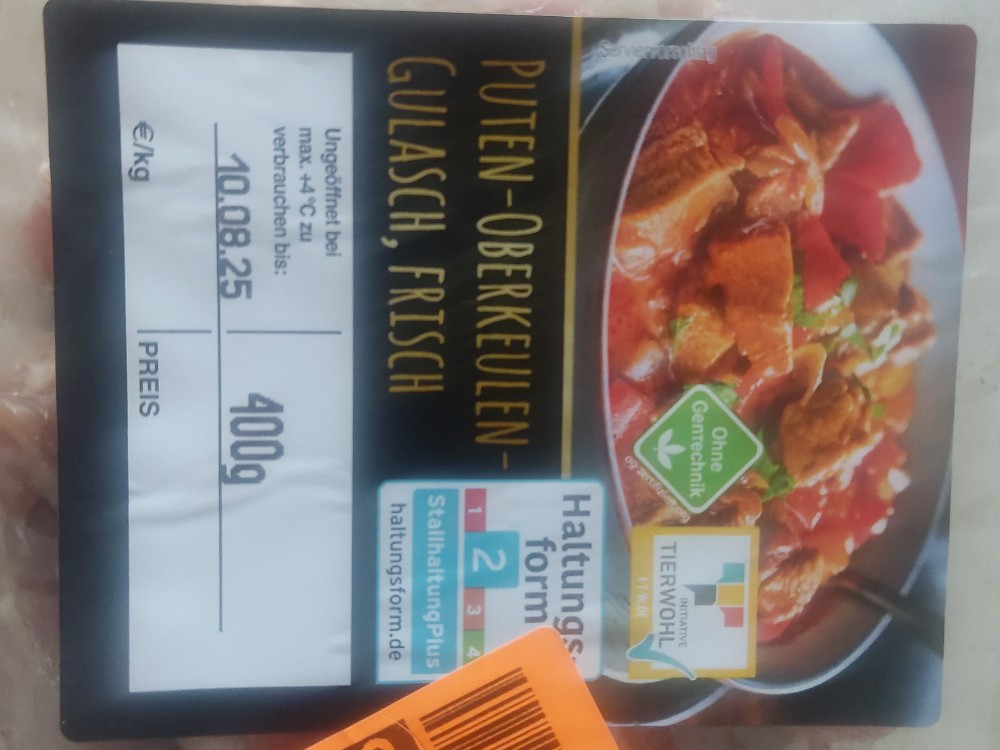 Serviervorschlag
PUTEN-OBERKEULEN-
GULASCH, FRISCH
Ohne
GenTechnik
INITIATIVE
TIERWOHL
Haltungs-
form
1 2 3 4
StallhaltungPlus
haltungsform.de
Ungeöffnet bei
max. +4°C zu
verbrauchen bis:
10.08.25
400g
€/kg
PREIS